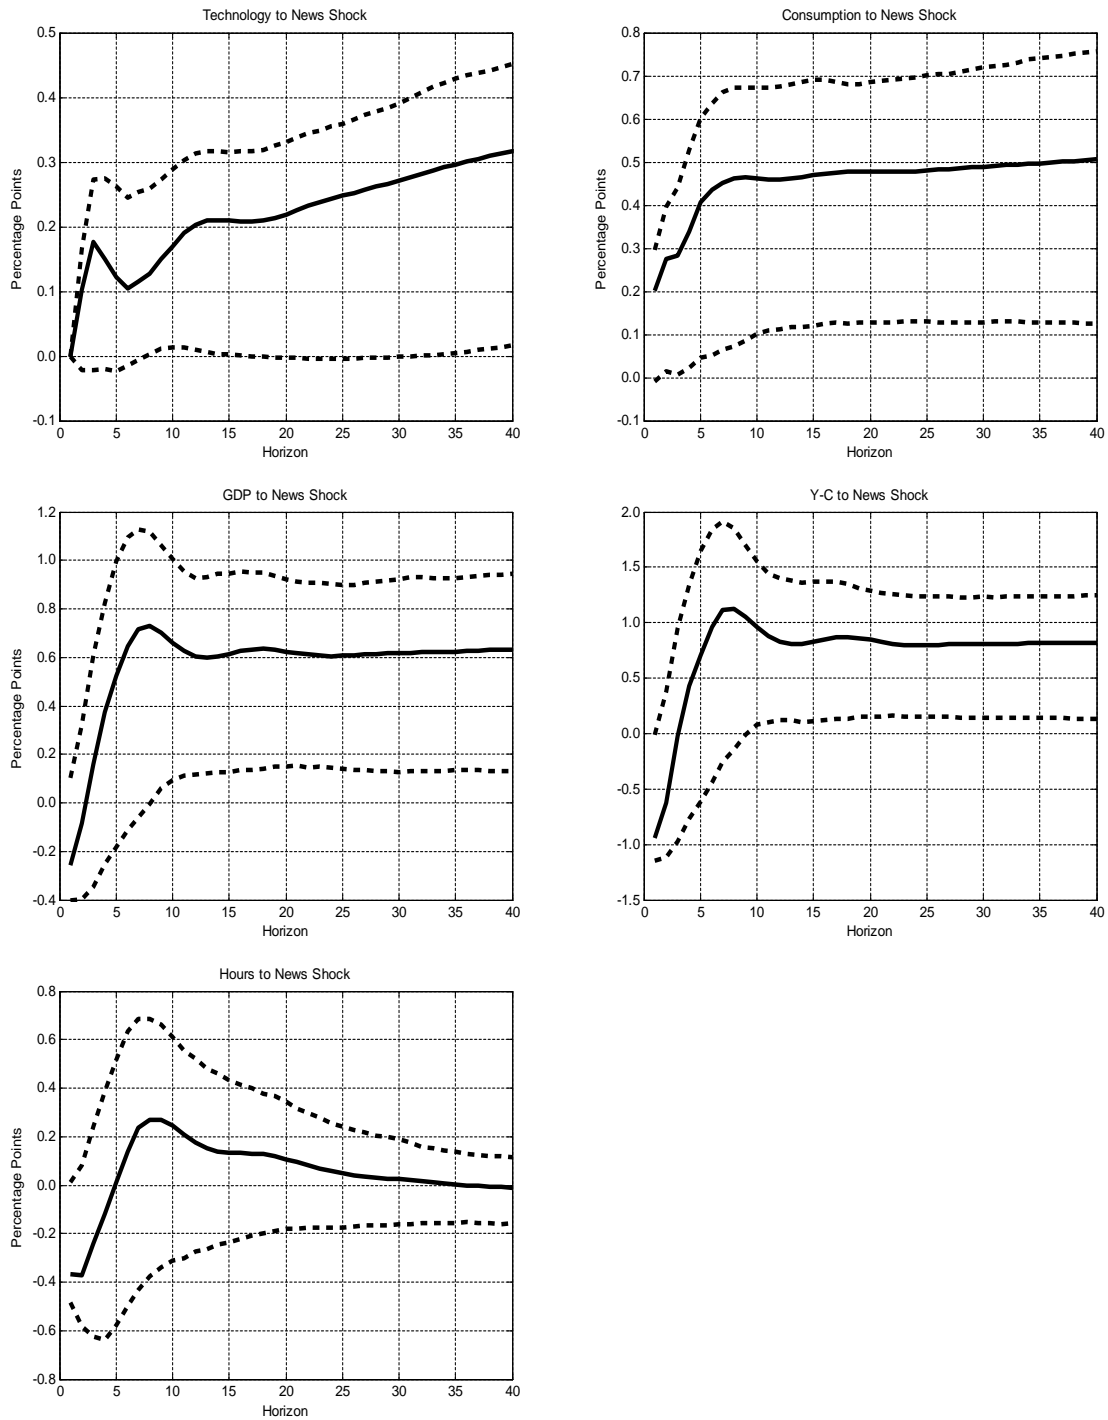 Technology to News Shock
Percentage Points
0.5
0.4
0.3
0.2
0.1
0.0
-0.1
0 5 10 15 20 25 30 35 40
Horizon
Consumption to News Shock
Percentage Points
0.8
0.7
0.6
0.5
0.4
0.3
0.2
0.1
0.0
-0.1
0 5 10 15 20 25 30 35 40
Horizon
GDP to News Shock
Percentage Points
1.2
1.0
0.8
0.6
0.4
0.2
0.0
-0.2
-0.4
0 5 10 15 20 25 30 35 40
Horizon
Y-C to News Shock
2.0
1.5
1.0
0.5
0.0
-0.5
-1.0
-1.5
0 5 10 15 20 25 30 35 40
Horizon
Hours to News Shock
Percentage Points
0.8
0.6
0.4
0.2
0.0
-0.2
-0.4
-0.6
-0.8
0 5 10 15 20 25 30 35 40
Horizon